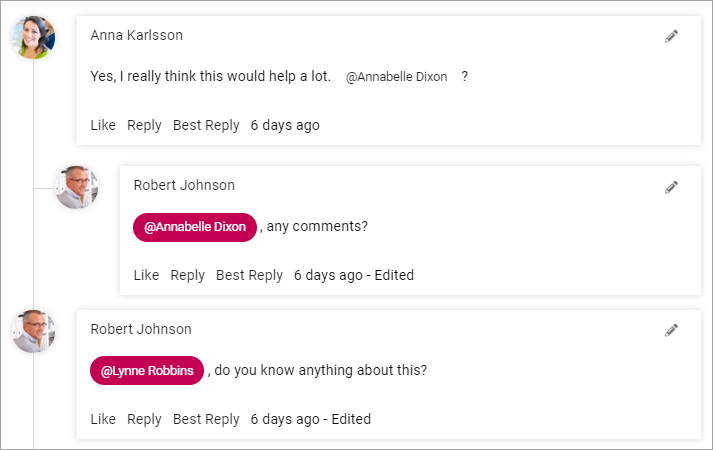 Anna Karlsson
Yes, I really think this would help a lot. @Annabelle Dixon ?
Like Reply Best Reply 6 days ago
Robert Johnson
@Annabelle Dixon , any comments?
Like Reply Best Reply 6 days ago - Edited
Robert Johnson
@Lynne Robbins , do you know anything about this?
Like Reply Best Reply 6 days ago - Edited